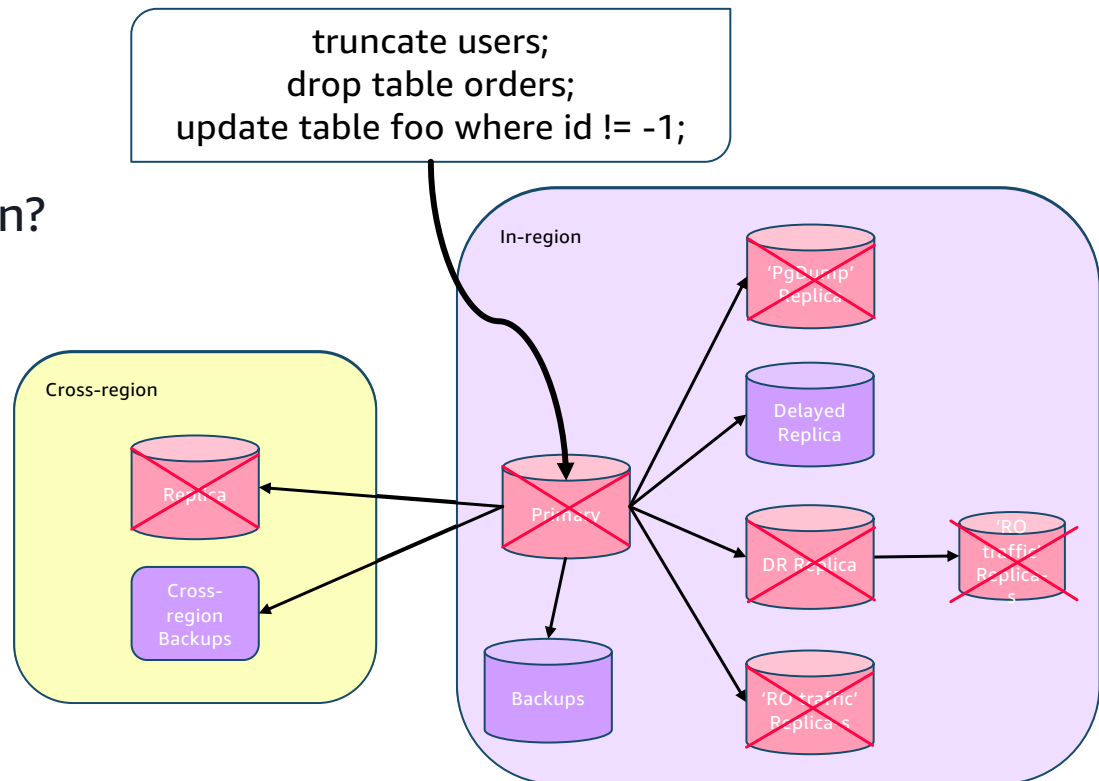 truncate users;
drop table orders;
update table foo where id != -1;
n?
In-region
'PgDump'
Replica
Cross-region
Delayed
Replica
Replica
Primary
DR Replica
'RO
traffic'
Replica-
s
Cross-
region
Backups
Backups
'RO traffic'
Replica-s